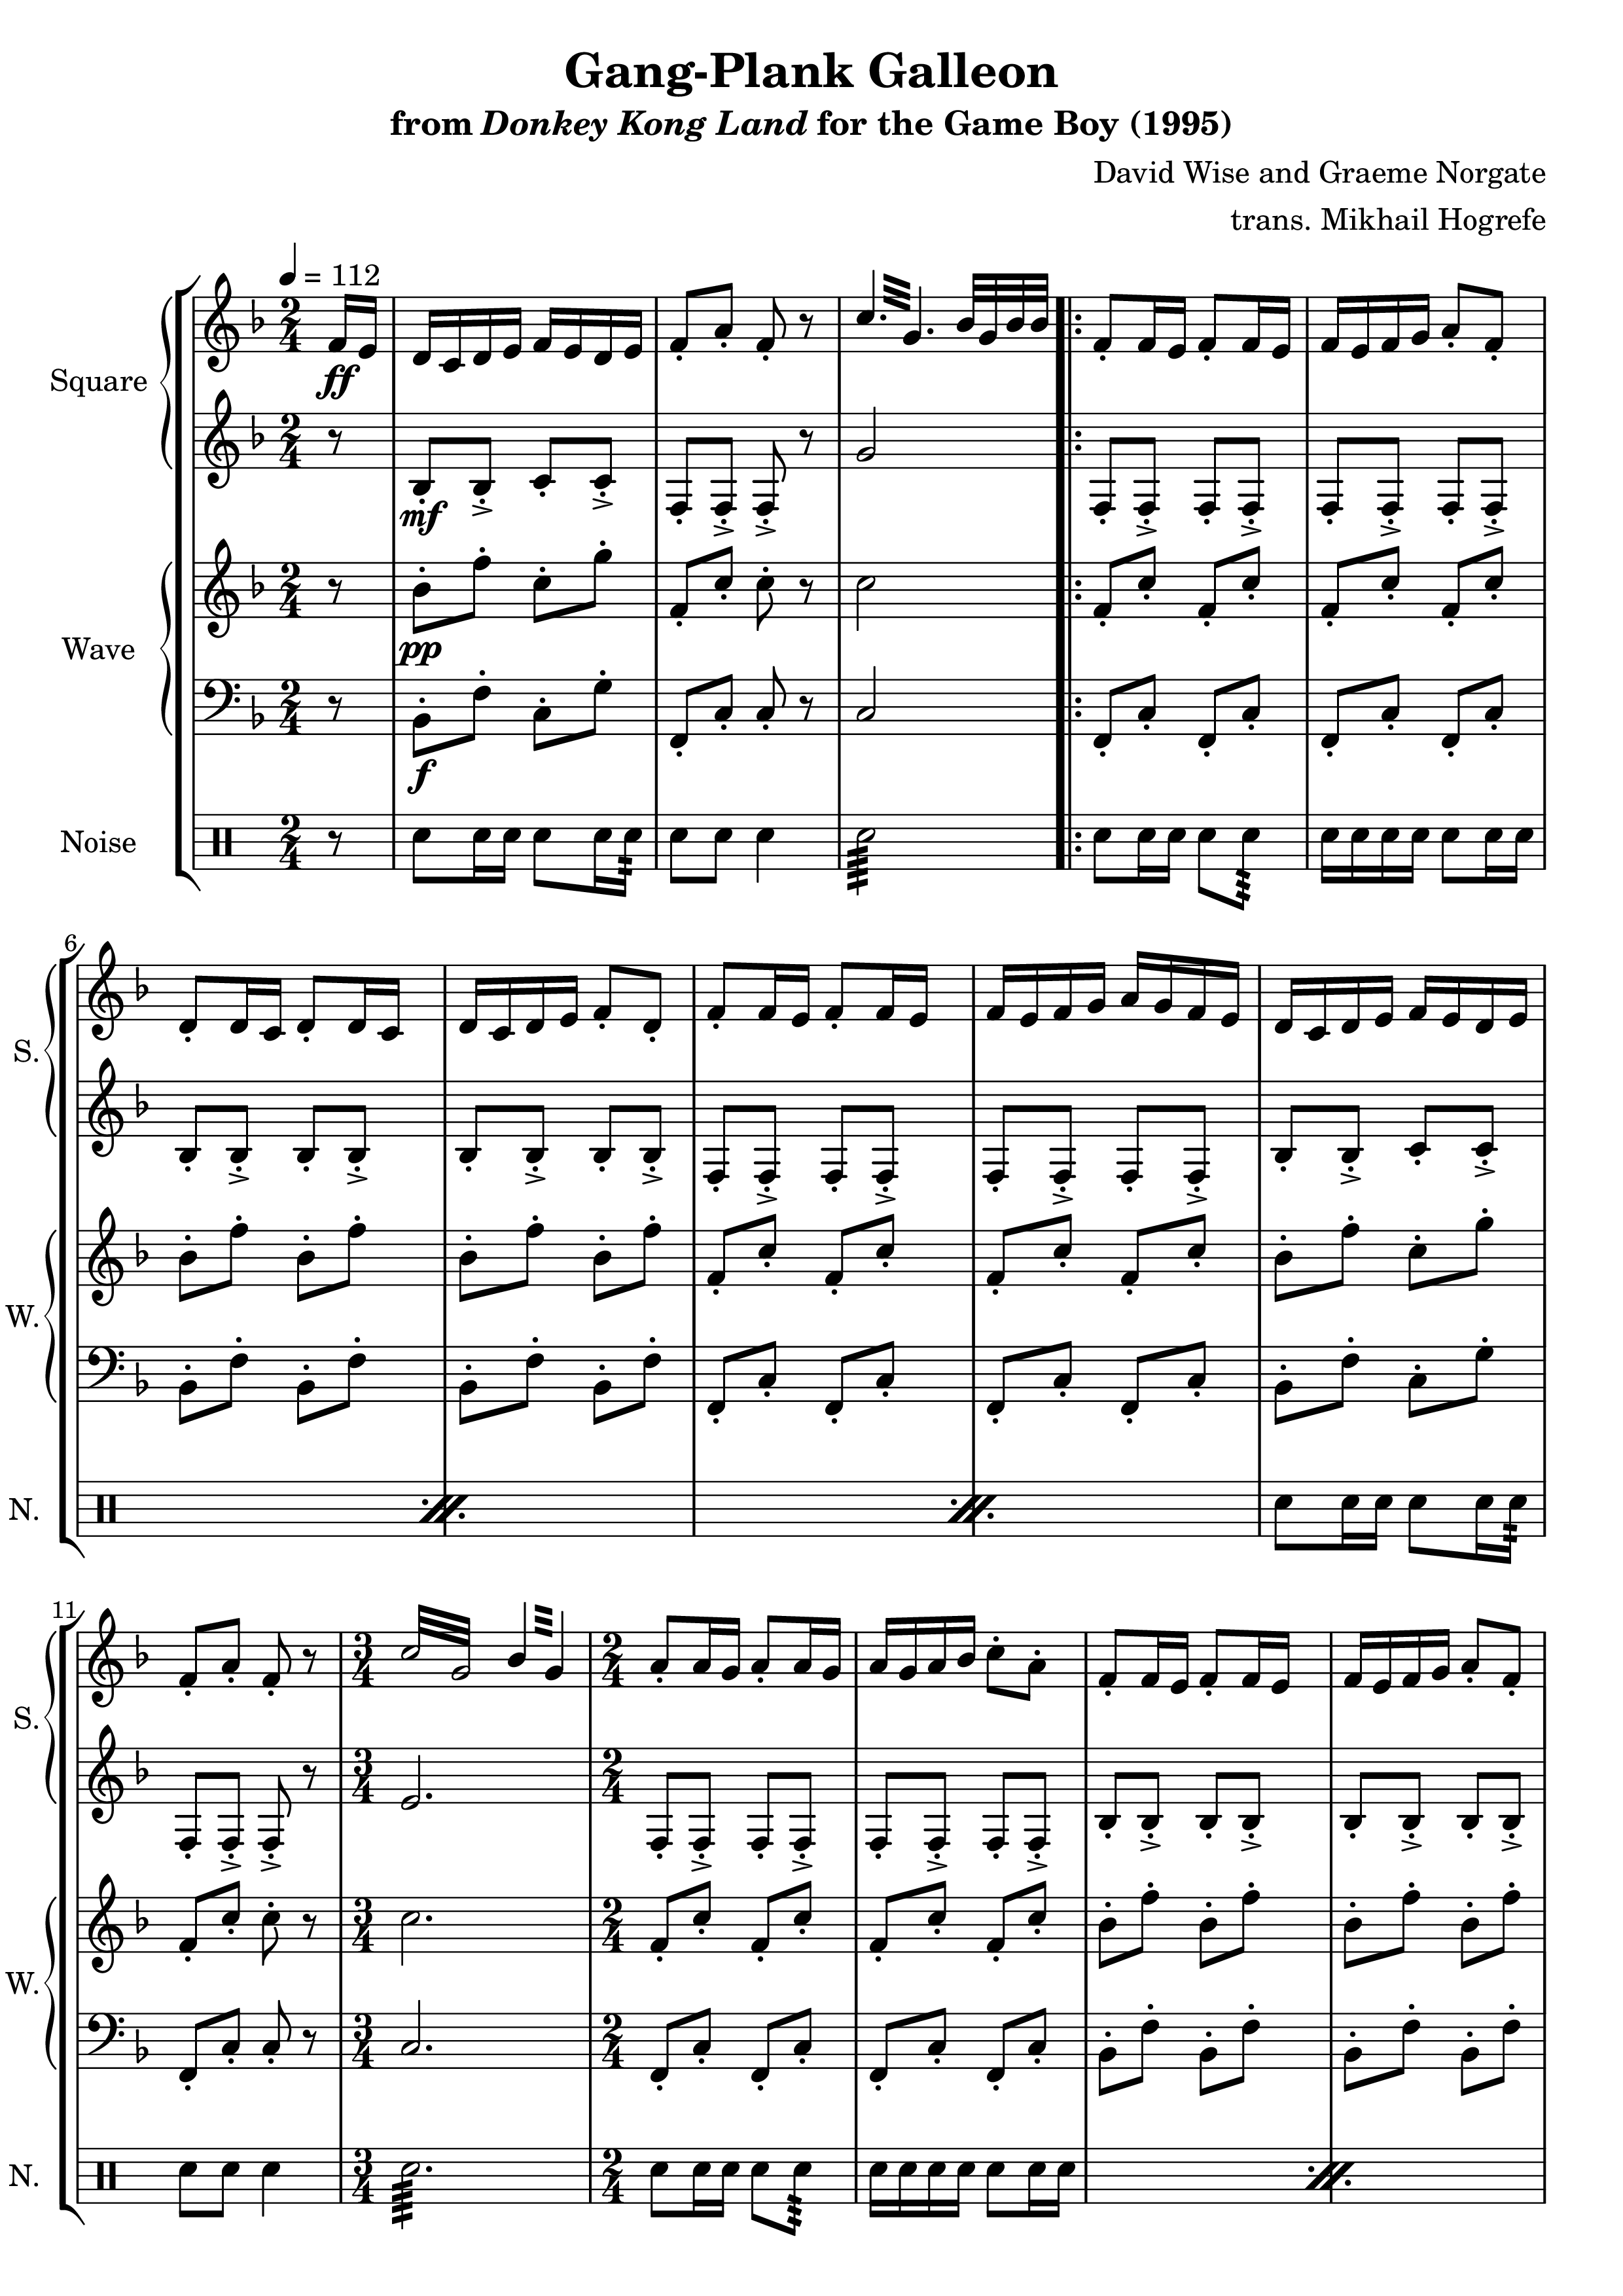 Gang-Plank Galleon
from Donkey Kong Land for the Game Boy (1995)
David Wise and Graeme Norgate
trans. Mikhail Hogrefe
= 112
Square
ff
mf
Wave
pp
f
Noise
6
S.
W.
N.
11
S.
W.
N.